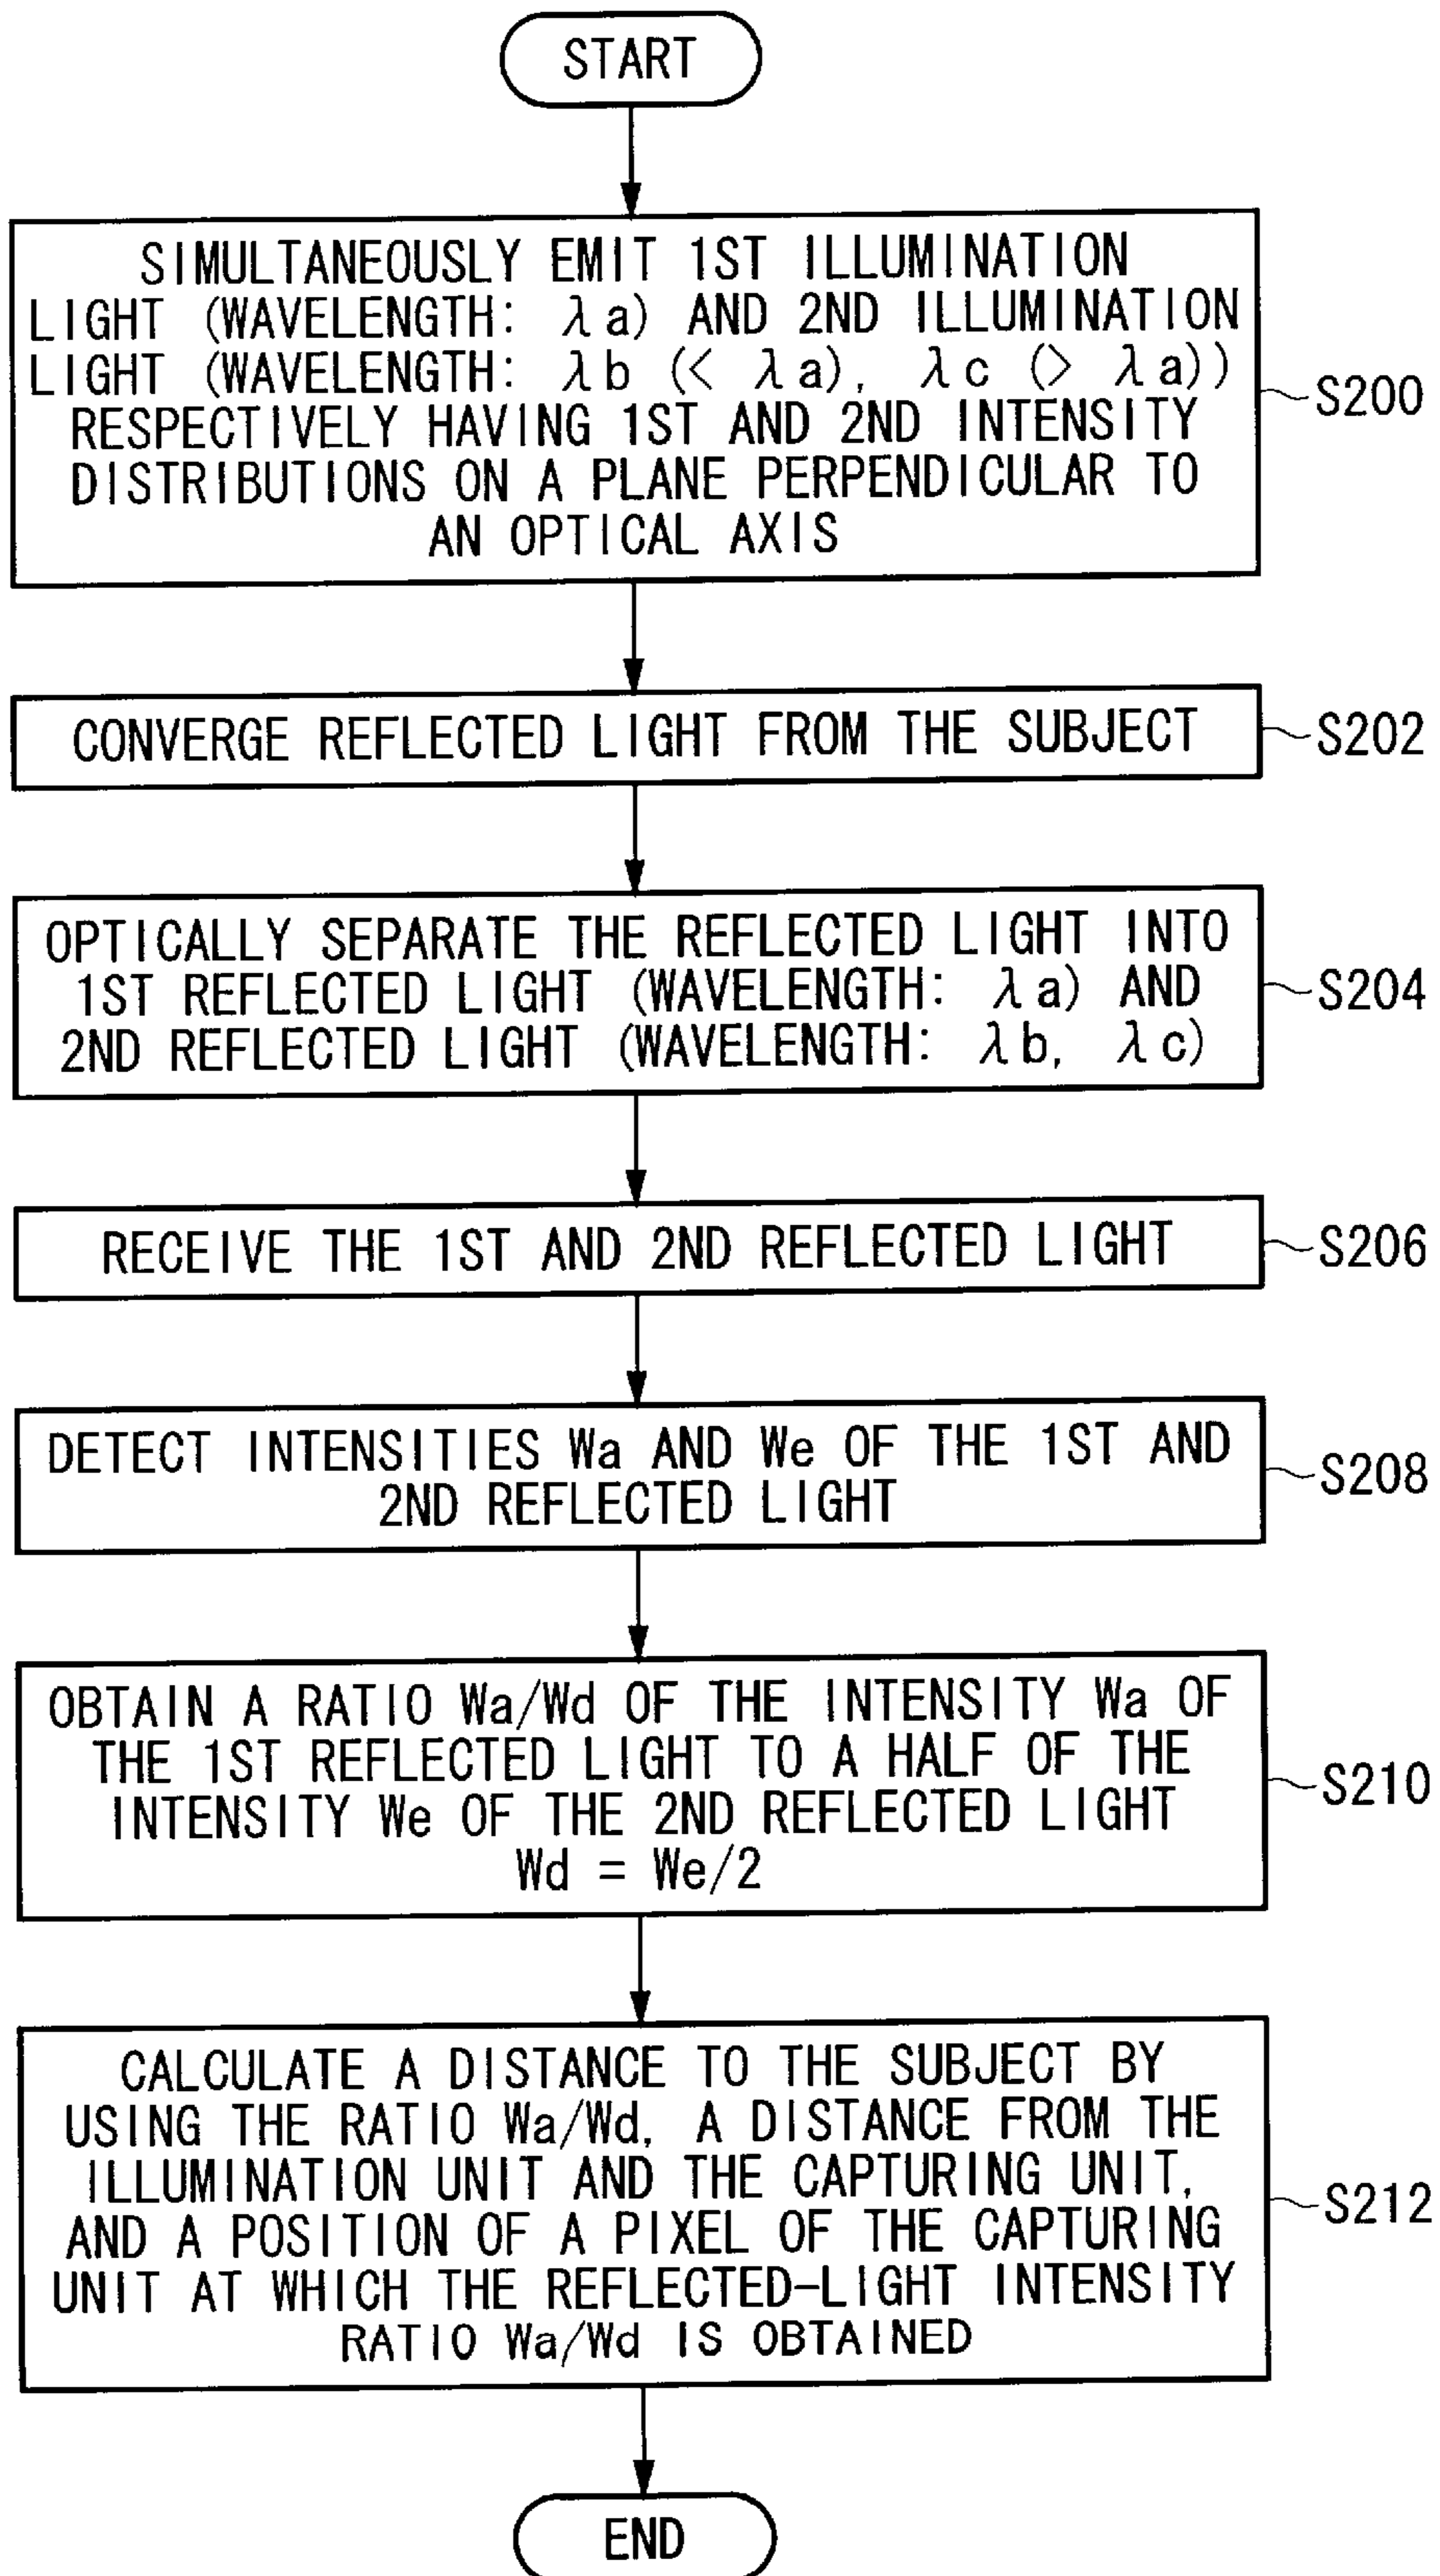 START
SIMULTANEOUSLY EMIT 1ST ILLUMINATION
LIGHT (WAVELENGTH: λa) AND 2ND ILLUMINATION
LIGHT (WAVELENGTH: λb (< λa), λc (> λa))
RESPECTIVELY HAVING 1ST AND 2ND INTENSITY
DISTRIBUTIONS ON A PLANE PERPENDICULAR TO
AN OPTICAL AXIS
S200
CONVERGE REFLECTED LIGHT FROM THE SUBJECT
S202
OPTICALLY SEPARATE THE REFLECTED LIGHT INTO
1ST REFLECTED LIGHT (WAVELENGTH: λa) AND
2ND REFLECTED LIGHT (WAVELENGTH: λb, λc)
S204
RECEIVE THE 1ST AND 2ND REFLECTED LIGHT
S206
DETECT INTENSITIES Wa AND We OF THE 1ST AND
2ND REFLECTED LIGHT
S208
OBTAIN A RATIO Wa/Wd OF THE INTENSITY Wa OF
THE 1ST REFLECTED LIGHT TO A HALF OF THE
INTENSITY We OF THE 2ND REFLECTED LIGHT
Wd = We/2
S210
CALCULATE A DISTANCE TO THE SUBJECT BY
USING THE RATIO Wa/Wd, A DISTANCE FROM THE
ILLUMINATION UNIT AND THE CAPTURING UNIT,
AND A POSITION OF A PIXEL OF THE CAPTURING
UNIT AT WHICH THE REFLECTED-LIGHT INTENSITY
RATIO Wa/Wd IS OBTAINED
S212
END